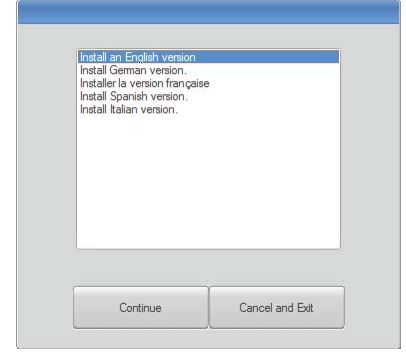 Install an English version
Install German version.
Installer la version française
Install Spanish version.
Install Italian version.
Continue
Cancel and Exit